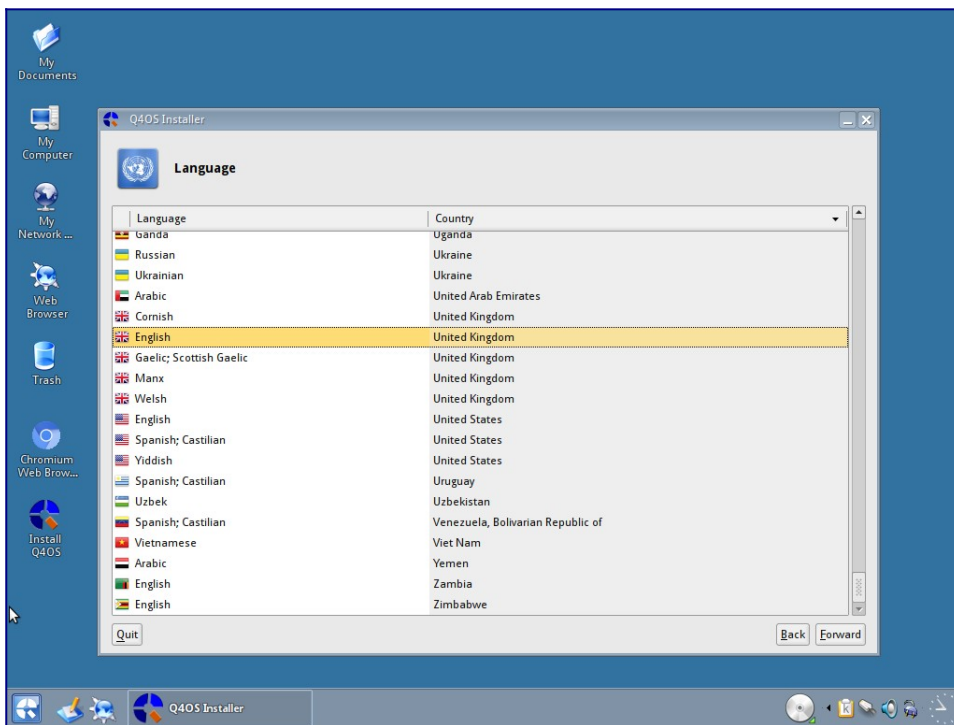 My
Documents
My
Computer
My
Network ...
Web
Browser
Trash
Chromium
Web Brow...
Install
Q4OS
Q4OS Installer
Language
Language Country
Ganda Uganda
Russian Ukraine
Ukrainian Ukraine
Arabic United Arab Emirates
Cornish United Kingdom
English United Kingdom
Gaelic; Scottish Gaelic United Kingdom
Manx United Kingdom
Welsh United Kingdom
English United States
Spanish; Castilian United States
Yiddish United States
Spanish; Castilian Uruguay
Uzbek Uzbekistan
Spanish; Castilian Venezuela, Bolivarian Republic of
Vietnamese Viet Nam
Arabic Yemen
English Zambia
English Zimbabwe
Quit Back Forward
Q4OS Installer